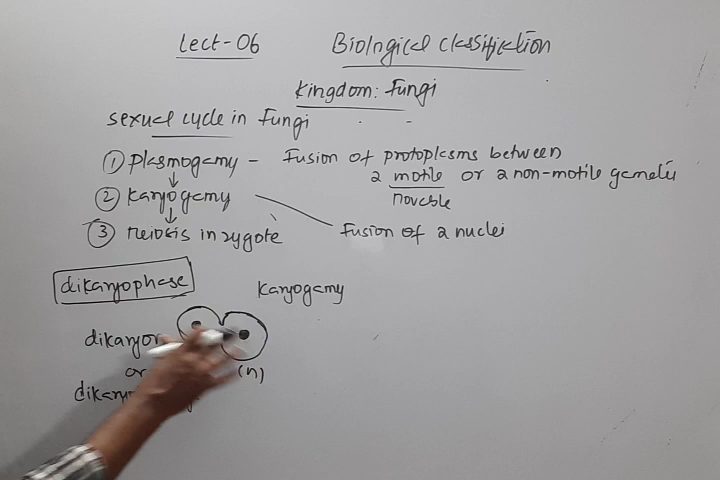 Lect-06 Biological classification
Kingdom: Fungi
sexual cycle in Fungi
① Plasmogamy - Fusion of protoplasms between
2 motile or 2 non-motile gametes
movable
② Karyogamy
Fusion of 2 nuclei
③ Meiosis in zygote
dikaryophase Karyogamy
or (n)